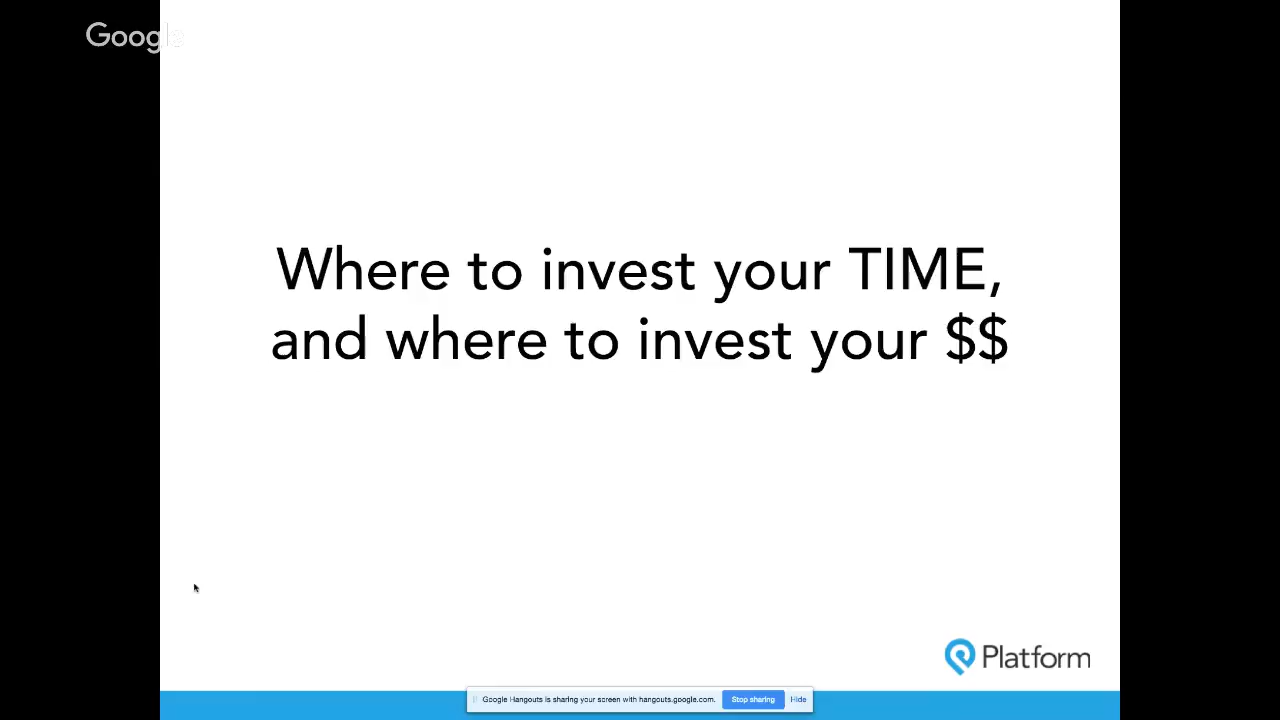 Google
Where to invest your TIME,
and where to invest your $$
Platform
Google Hangouts is sharing your screen with hangouts.google.com.
Stop sharing
Hide